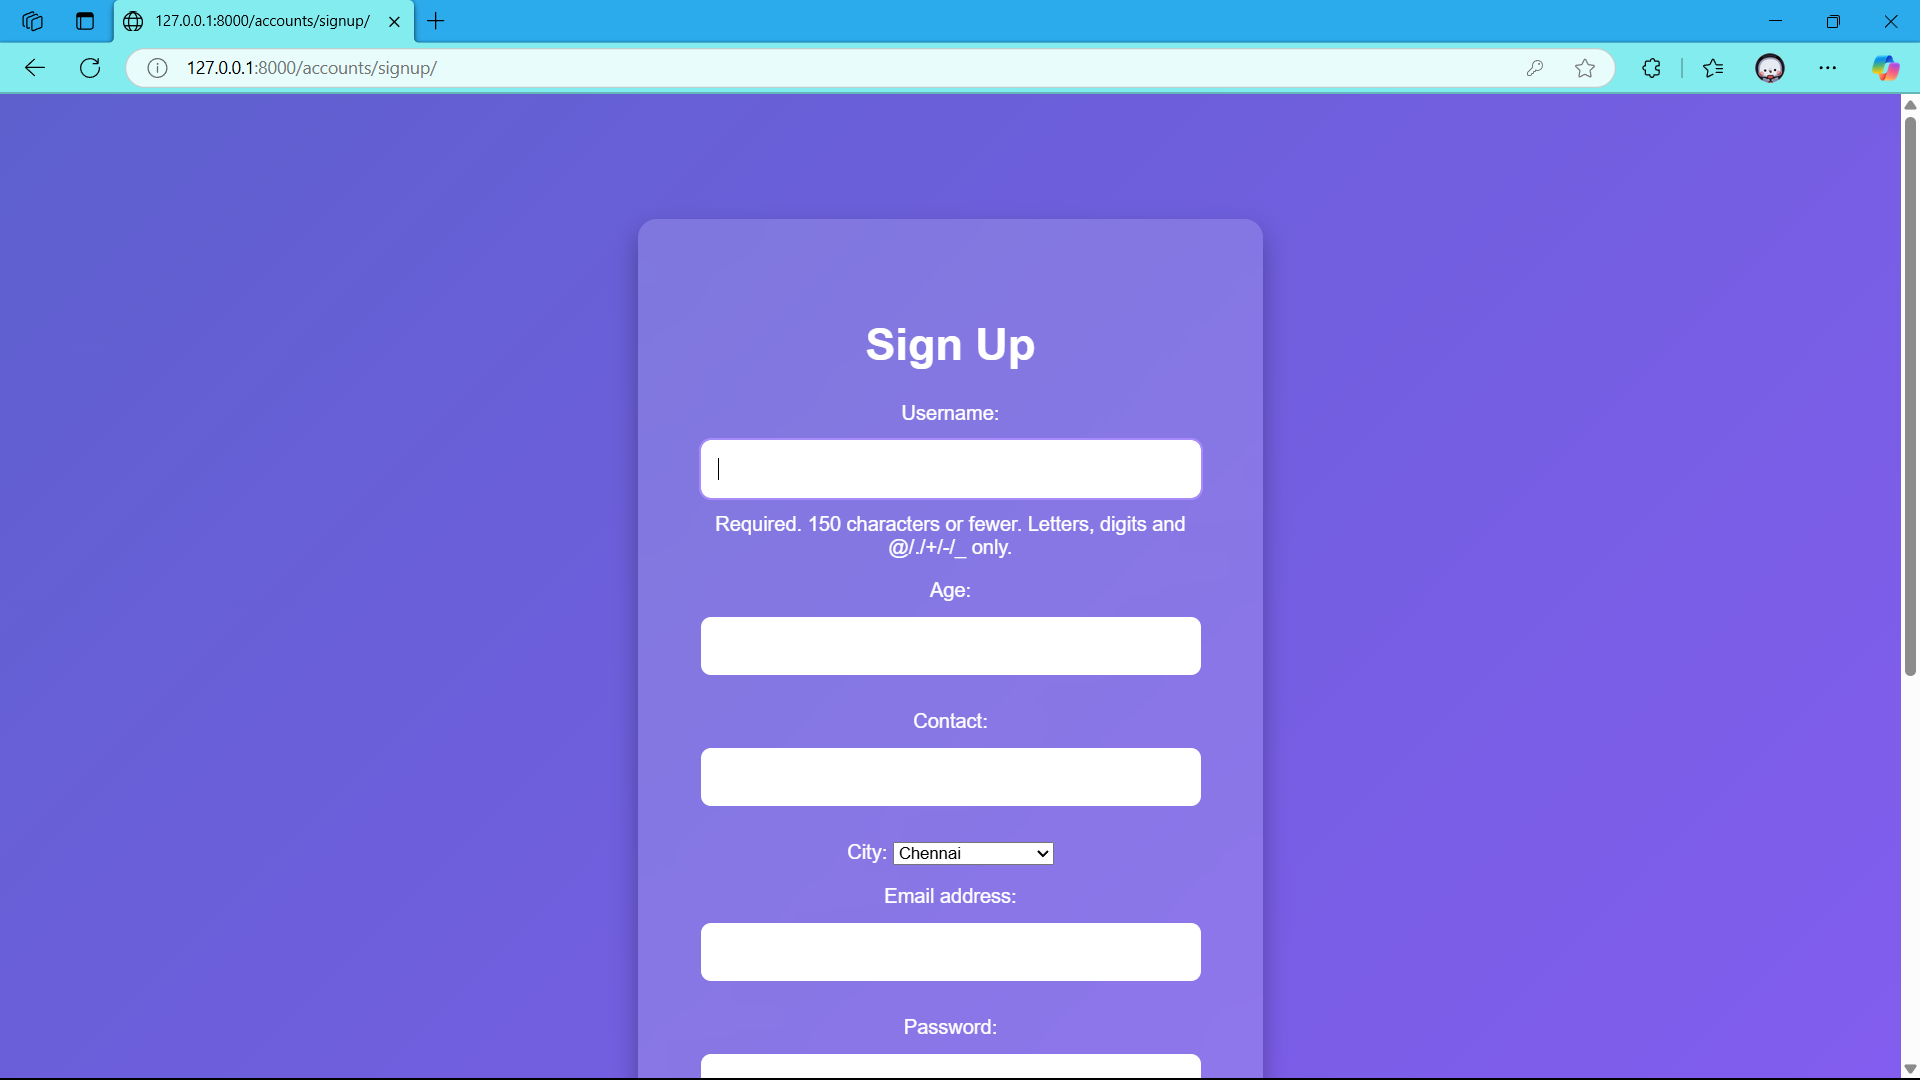 127.0.0.1:8000/accounts/signup/
127.0.0.1:8000/accounts/signup/
Sign Up
Username:
Required. 150 characters or fewer. Letters, digits and
@/./+/-/_ only.
Age:
Contact:
City: Chennai
Email address:
Password: